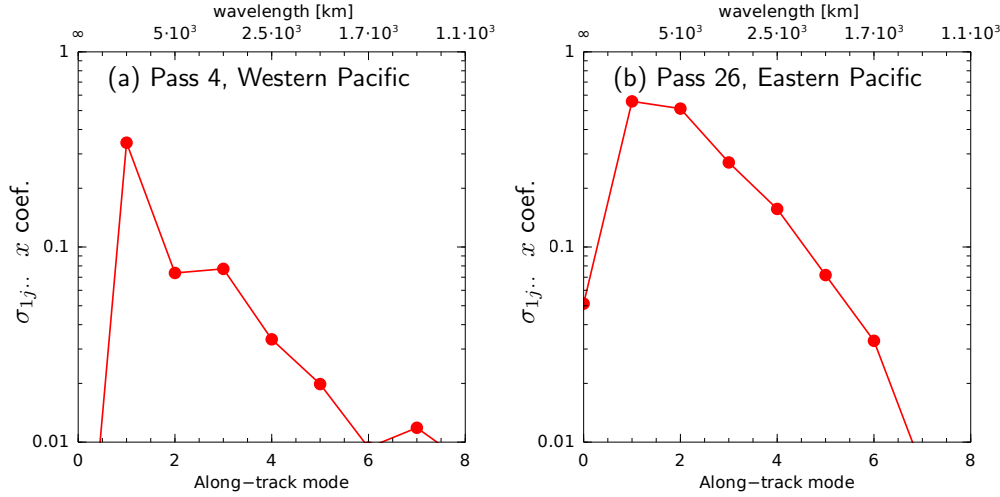 wavelength [km]
∞ 5·10³ 2.5·10³ 1.7·10³ 1.1·10³
(a) Pass 4, Western Pacific
1
0.1
0.01
σ₁ⱼ.. x coef.
0 2 4 6 8
Along−track mode
wavelength [km]
∞ 5·10³ 2.5·10³ 1.7·10³ 1.1·10³
(b) Pass 26, Eastern Pacific
1
0.1
0.01
σ₁ⱼ.. x coef.
0 2 4 6 8
Along−track mode